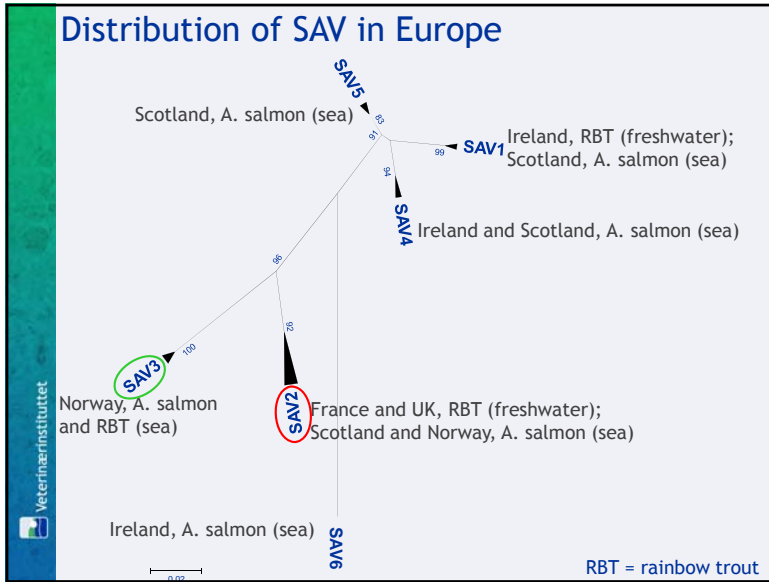 Distribution of SAV in Europe
SAV5
Scotland, A. salmon (sea)
83
91
99
SAV1
Ireland, RBT (freshwater);
Scotland, A. salmon (sea)
94
SAV4
Ireland and Scotland, A. salmon (sea)
96
92
100
SAV3
Norway, A. salmon
and RBT (sea)
SAV2
France and UK, RBT (freshwater);
Scotland and Norway, A. salmon (sea)
Ireland, A. salmon (sea)
SAV6
0.02
RBT = rainbow trout
Veterinærinstituttet